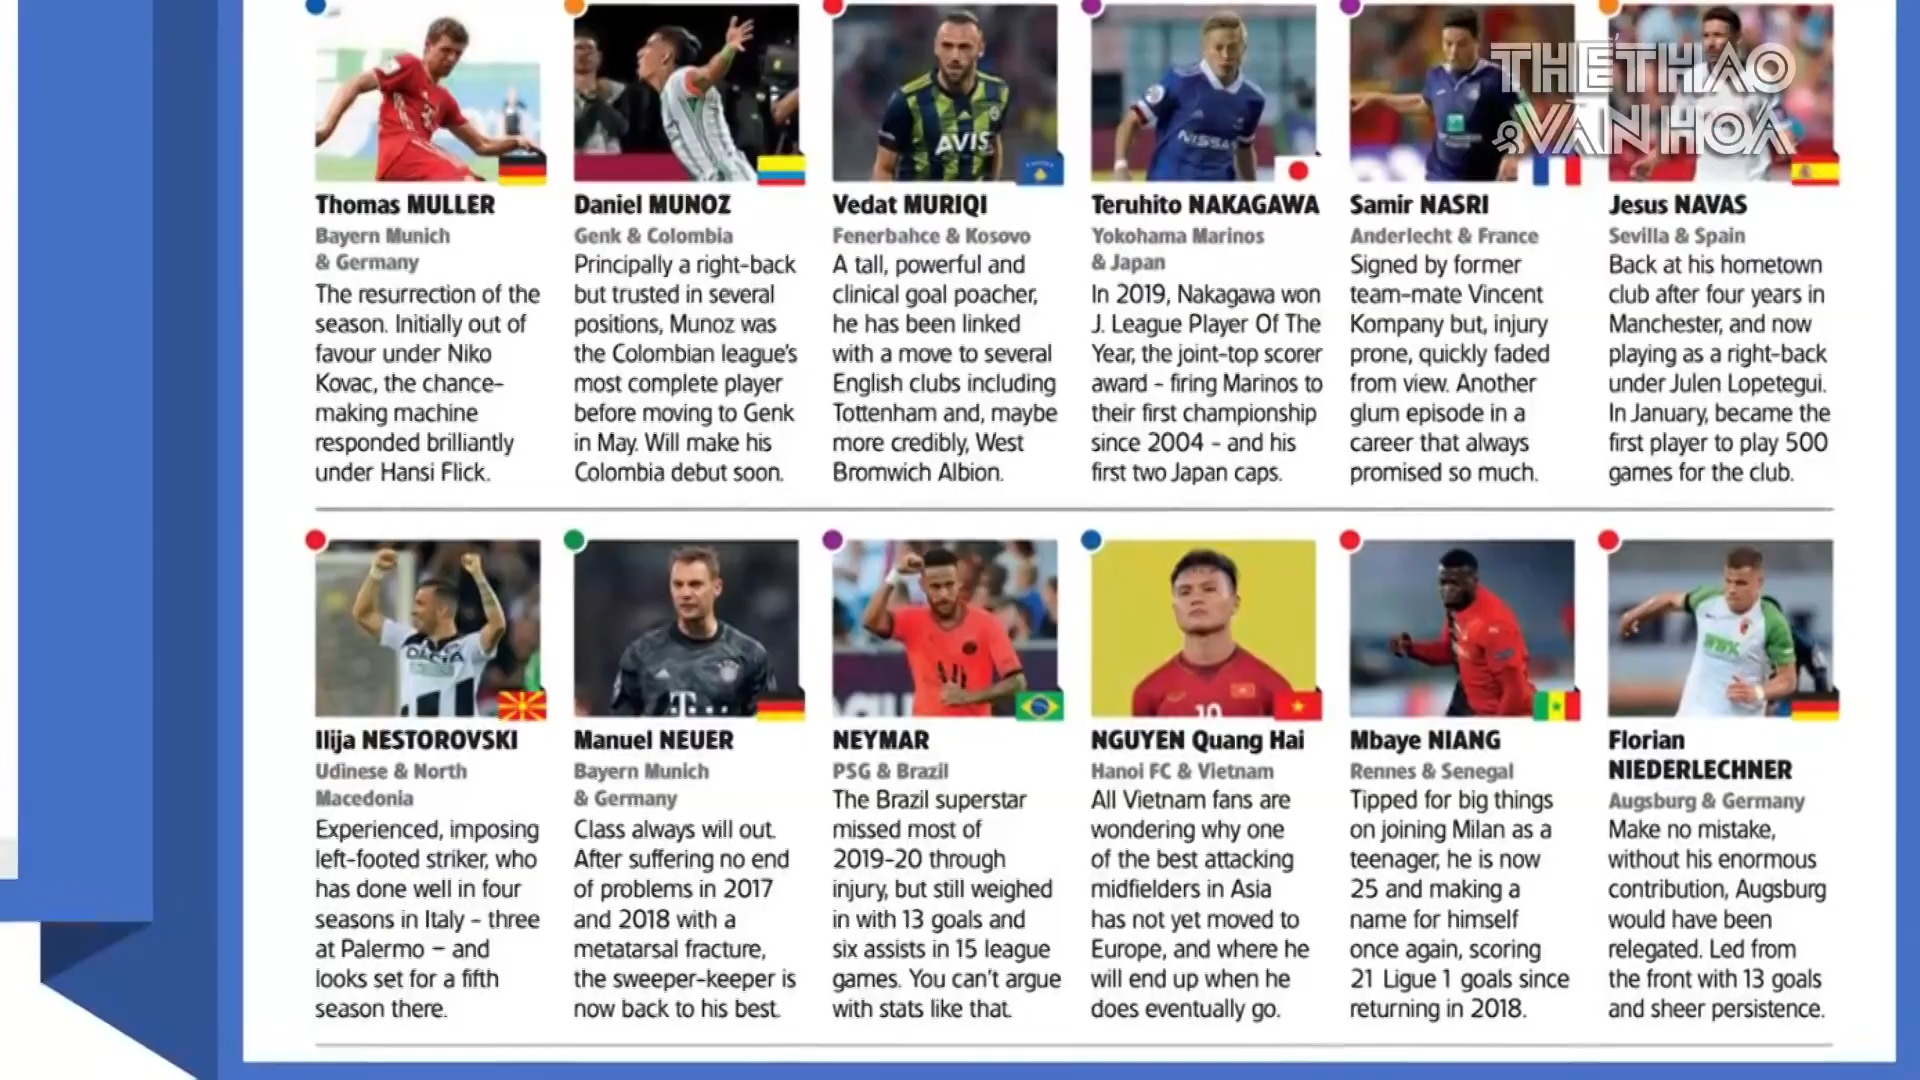 THỂ THAO
& VĂN HOÁ
AVIS
NISSAN
Thomas MULLER
Bayern Munich
& Germany
The resurrection of the
season. Initially out of
favour under Niko
Kovac, the chance-
making machine
responded brilliantly
under Hansi Flick.
Daniel MUNOZ
Genk & Colombia
Principally a right-back
but trusted in several
positions, Munoz was
the Colombian league's
most complete player
before moving to Genk
in May. Will make his
Colombia debut soon.
Vedat MURIQI
Fenerbahce & Kosovo
A tall, powerful and
clinical goal poacher,
he has been linked
with a move to several
English clubs including
Tottenham and, maybe
more credibly, West
Bromwich Albion.
Teruhito NAKAGAWA
Yokohama Marinos
& Japan
In 2019, Nakagawa won
J. League Player Of The
Year, the joint-top scorer
award - firing Marinos to
their first championship
since 2004 - and his
first two Japan caps.
Samir NASRI
Anderlecht & France
Signed by former
team-mate Vincent
Kompany but, injury
prone, quickly faded
from view. Another
glum episode in a
career that always
promised so much.
Jesus NAVAS
Sevilla & Spain
Back at his hometown
club after four years in
Manchester, and now
playing as a right-back
under Julen Lopetegui.
In January, became the
first player to play 500
games for the club.
DACIA
T
10
WWK
Ilija NESTOROVSKI
Udinese & North
Macedonia
Experienced, imposing
left-footed striker, who
has done well in four
seasons in Italy - three
at Palermo – and
looks set for a fifth
season there.
Manuel NEUER
Bayern Munich
& Germany
Class always will out.
After suffering no end
of problems in 2017
and 2018 with a
metatarsal fracture,
the sweeper-keeper is
now back to his best.
NEYMAR
PSG & Brazil
The Brazil superstar
missed most of
2019-20 through
injury, but still weighed
in with 13 goals and
six assists in 15 league
games. You can't argue
with stats like that.
NGUYEN Quang Hai
Hanoi FC & Vietnam
All Vietnam fans are
wondering why one
of the best attacking
midfielders in Asia
has not yet moved to
Europe, and where he
will end up when he
does eventually go.
Mbaye NIANG
Rennes & Senegal
Tipped for big things
on joining Milan as a
teenager, he is now
25 and making a
name for himself
once again, scoring
21 Ligue 1 goals since
returning in 2018.
Florian
NIEDERLECHNER
Augsburg & Germany
Make no mistake,
without his enormous
contribution, Augsburg
would have been
relegated. Led from
the front with 13 goals
and sheer persistence.